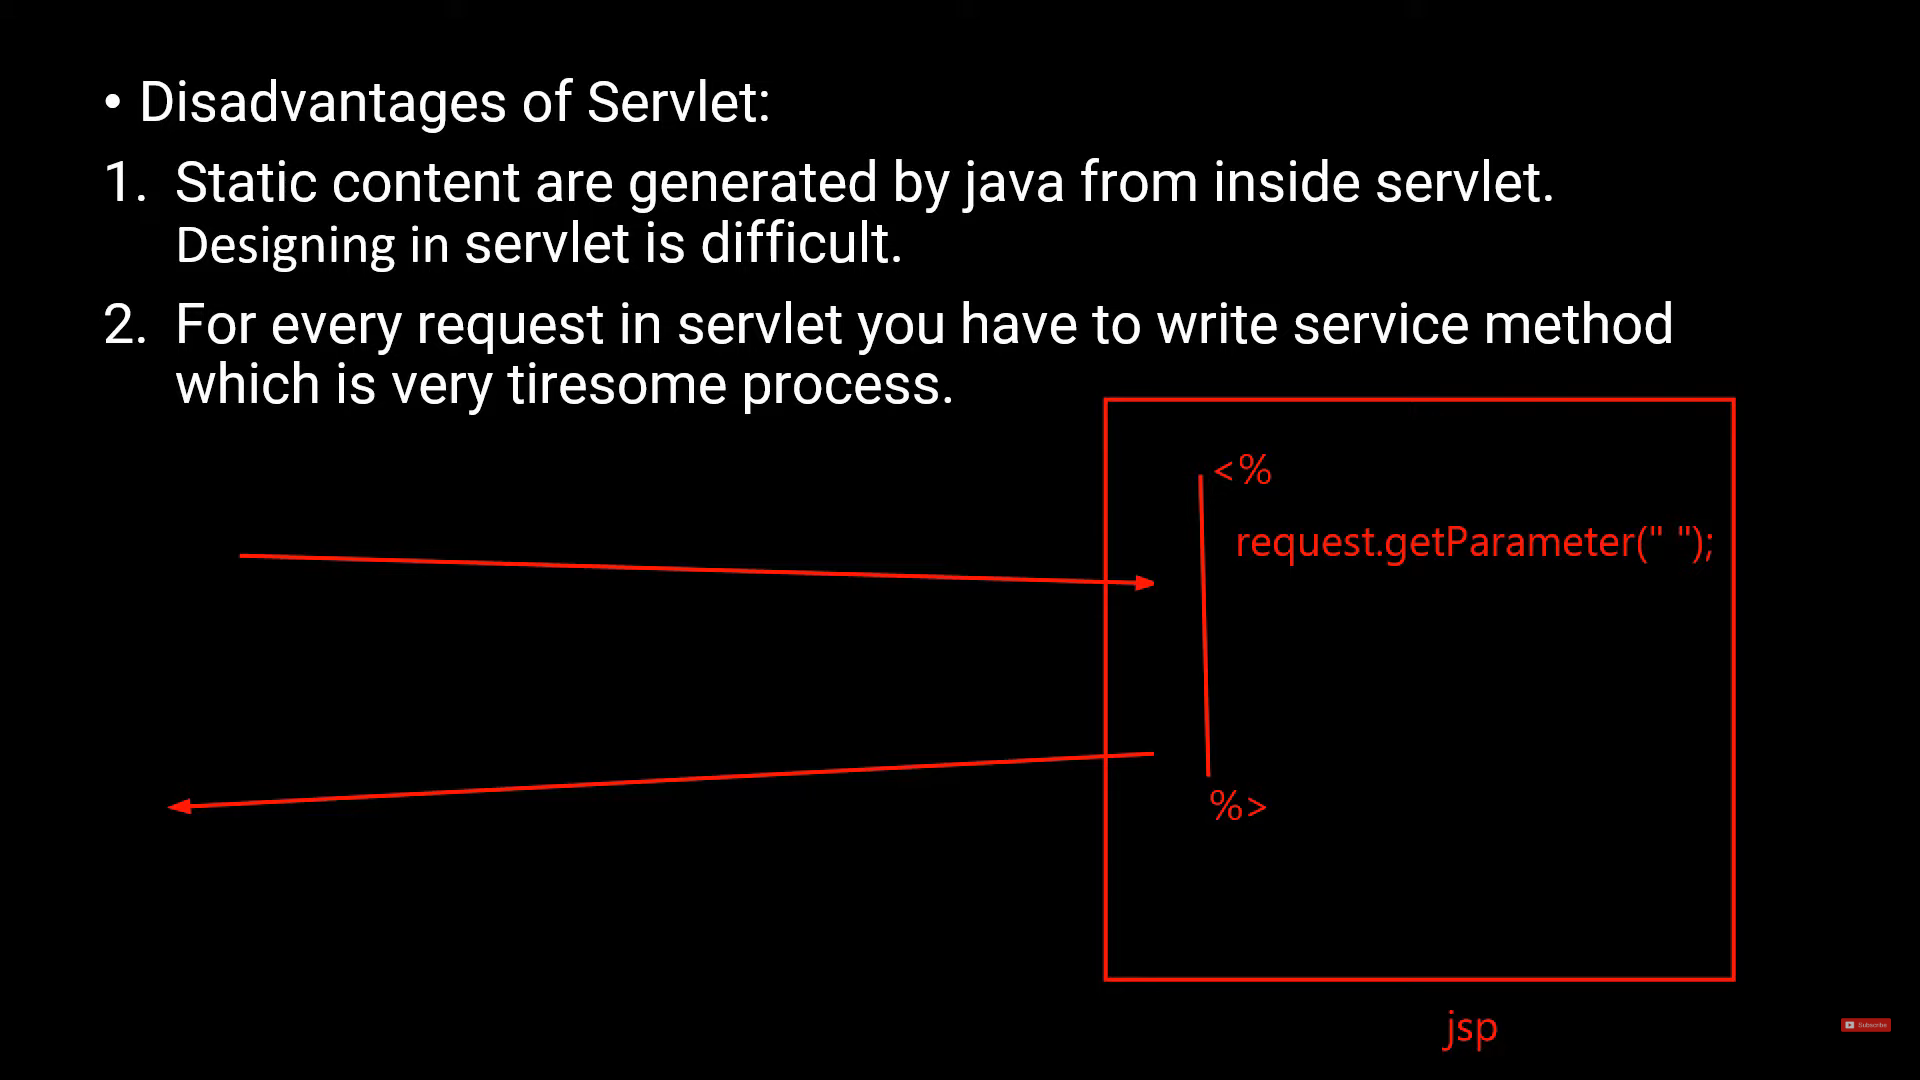 • Disadvantages of Servlet:
1. Static content are generated by java from inside servlet.
Designing in servlet is difficult.
2. For every request in servlet you have to write service method
which is very tiresome process.
<%
request.getParameter(" ");
%>
jsp
Subscribe